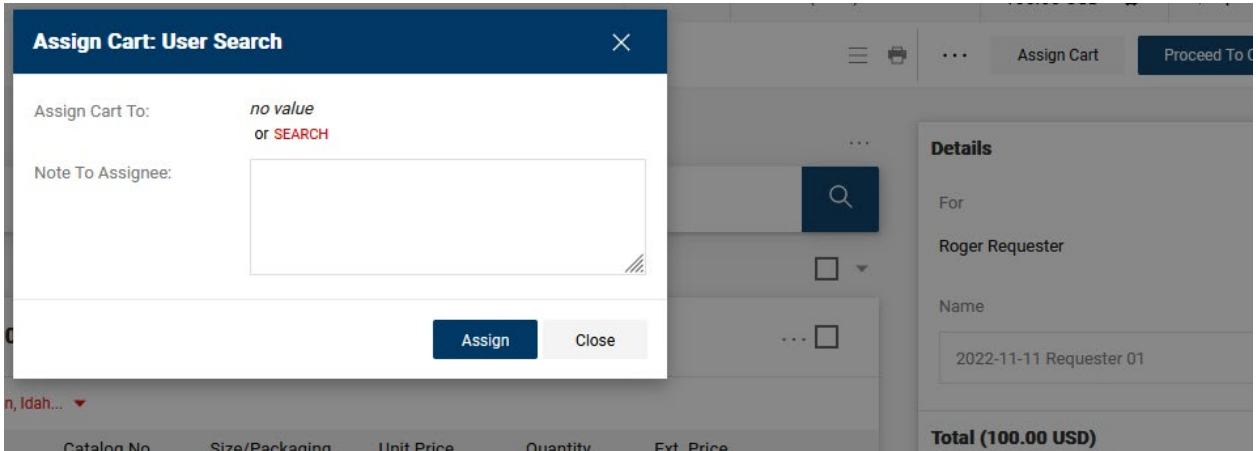 Assign Cart: User Search
Assign Cart To:
no value
or SEARCH
Note To Assignee:
Assign
Close
Assign Cart
Proceed To
Details
For
Roger Requester
Name
2022-11-11 Requester 01
Total (100.00 USD)
n, Idah...
Catalog No
Size/Packaging
Unit Price
Quantity
Ext. Price